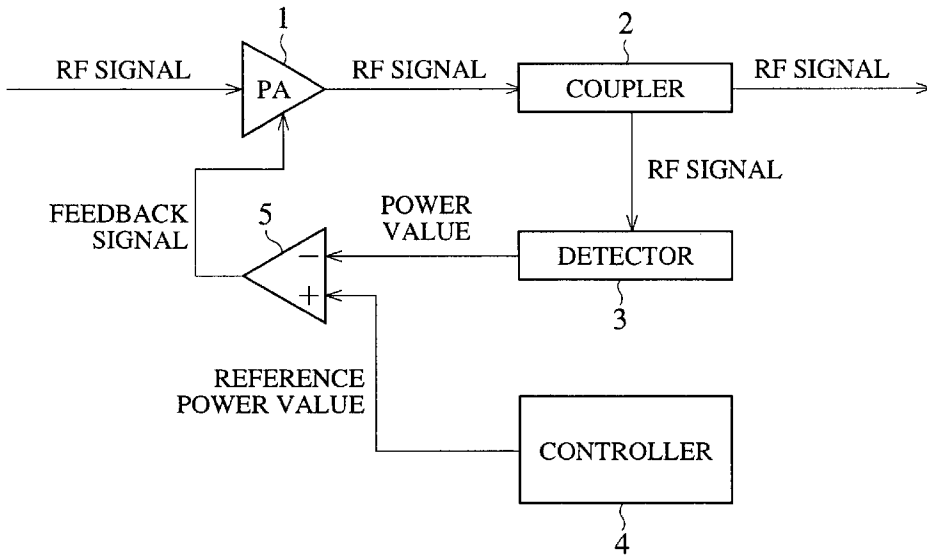 1
2
RF SIGNAL
PA
RF SIGNAL
COUPLER
RF SIGNAL
RF SIGNAL
FEEDBACK
SIGNAL
5
POWER
VALUE
−
+
DETECTOR
3
REFERENCE
POWER VALUE
CONTROLLER
4